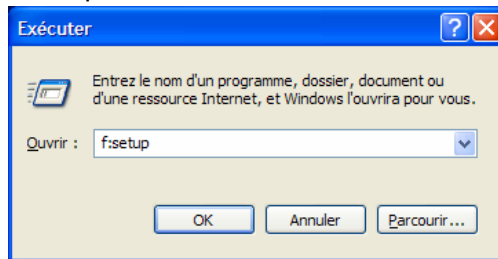 Exécuter
Entrez le nom d'un programme, dossier, document ou
d'une ressource Internet, et Windows l'ouvrira pour vous.
Ouvrir : f:setup
OK Annuler Parcourir...